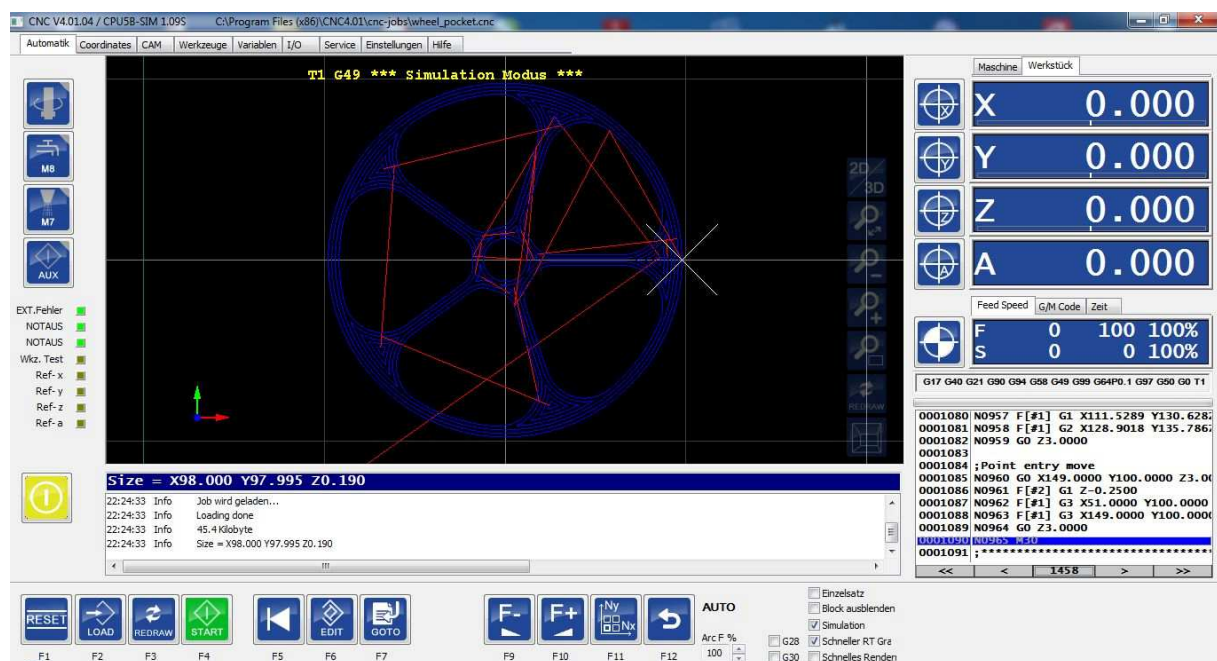 CNC V4.01.04 / CPU5B-SIM 1.09S C:\Program Files (x86)\CNC4.01\cnc-jobs\wheel_pocket.cnc
Automatik Coordinates CAM Werkzeuge Variablen I/O Service Einstellungen Hilfe
T1 G49 *** Simulation Modus ***
M8
M7
AUX
EXT.Fehler
NOTAUS
NOTAUS
Wkz. Test
Ref- x
Ref- y
Ref- z
Ref- a
2D/3D
REDRAW
Maschine Werkstück
X 0.000
Y 0.000
Z 0.000
A 0.000
Feed Speed G/M Code Zeit
F 0 100 100%
S 0 0 100%
G17 G40 G21 G90 G94 G58 G49 G99 G64P0.1 G97 G50 G0 T1
0001080 N0957 F[#1] G1 X111.5289 Y130.6282
0001081 N0958 F[#1] G2 X128.9018 Y135.7862
0001082 N0959 G0 Z3.0000
0001083
0001084 ;Point entry move
0001085 N0960 G0 X149.0000 Y100.0000 Z3.00
0001086 N0961 F[#2] G1 Z-0.2500
0001087 N0962 F[#1] G3 X51.0000 Y100.0000
0001088 N0963 F[#1] G3 X149.0000 Y100.000
0001089 N0964 G0 Z3.0000
0001090 N0965 M30
0001091 ;*********************************
<< < 1458 > >>
Size = X98.000 Y97.995 Z0.190
22:24:33 Info Job wird geladen...
22:24:33 Info Loading done
22:24:33 Info 45.4 Kilobyte
22:24:33 Info Size = X98.000 Y97.995 Z0.190
RESET LOAD REDRAW START EDIT GOTO F- F+ Ny Nx
F1 F2 F3 F4 F5 F6 F7 F9 F10 F11 F12
AUTO
Arc F %
100
G28
G30
Einzelsatz
Block ausblenden
Simulation
Schneller RT Gra
Schnelles Renden